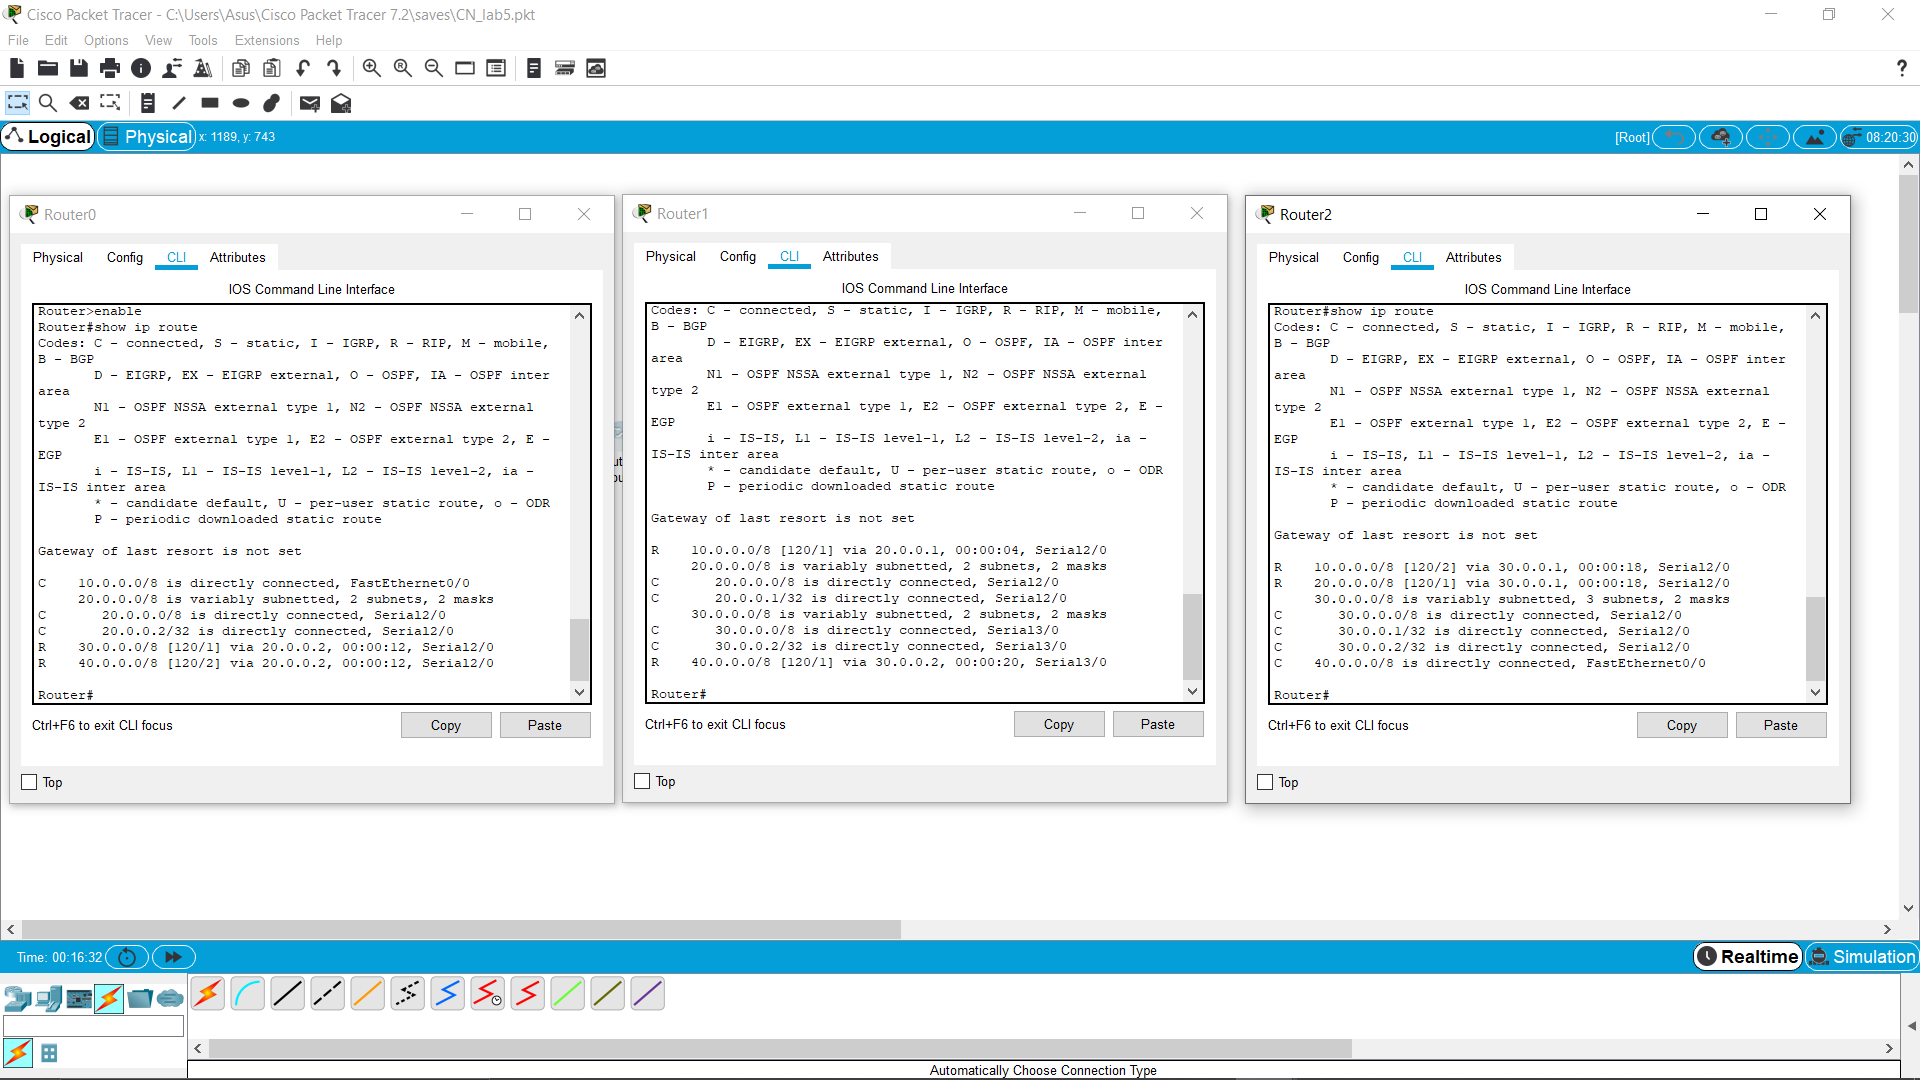 Cisco Packet Tracer - C:\Users\Asus\Cisco Packet Tracer 7.2\saves\CN_lab5.pkt
File Edit Options View Tools Extensions Help
?
Logical Physical x: 1189, y: 743 [Root] 08:20:30
Router0
Physical Config CLI Attributes
IOS Command Line Interface
Router>enable
Router#show ip route
Codes: C - connected, S - static, I - IGRP, R - RIP, M - mobile,
B - BGP
D - EIGRP, EX - EIGRP external, O - OSPF, IA - OSPF inter
area
N1 - OSPF NSSA external type 1, N2 - OSPF NSSA external
type 2
E1 - OSPF external type 1, E2 - OSPF external type 2, E -
EGP
i - IS-IS, L1 - IS-IS level-1, L2 - IS-IS level-2, ia -
IS-IS inter area
* - candidate default, U - per-user static route, o - ODR
P - periodic downloaded static route
Gateway of last resort is not set
C 10.0.0.0/8 is directly connected, FastEthernet0/0
20.0.0.0/8 is variably subnetted, 2 subnets, 2 masks
C 20.0.0.0/8 is directly connected, Serial2/0
C 20.0.0.2/32 is directly connected, Serial2/0
R 30.0.0.0/8 [120/1] via 20.0.0.2, 00:00:12, Serial2/0
R 40.0.0.0/8 [120/2] via 20.0.0.2, 00:00:12, Serial2/0
Router#
Ctrl+F6 to exit CLI focus Copy Paste
Top
Router1
Physical Config CLI Attributes
IOS Command Line Interface
Codes: C - connected, S - static, I - IGRP, R - RIP, M - mobile,
B - BGP
D - EIGRP, EX - EIGRP external, O - OSPF, IA - OSPF inter
area
N1 - OSPF NSSA external type 1, N2 - OSPF NSSA external
type 2
E1 - OSPF external type 1, E2 - OSPF external type 2, E -
EGP
i - IS-IS, L1 - IS-IS level-1, L2 - IS-IS level-2, ia -
IS-IS inter area
* - candidate default, U - per-user static route, o - ODR
P - periodic downloaded static route
Gateway of last resort is not set
R 10.0.0.0/8 [120/1] via 20.0.0.1, 00:00:04, Serial2/0
20.0.0.0/8 is variably subnetted, 2 subnets, 2 masks
C 20.0.0.0/8 is directly connected, Serial2/0
C 20.0.0.1/32 is directly connected, Serial2/0
30.0.0.0/8 is variably subnetted, 2 subnets, 2 masks
C 30.0.0.0/8 is directly connected, Serial3/0
C 30.0.0.2/32 is directly connected, Serial3/0
R 40.0.0.0/8 [120/1] via 30.0.0.2, 00:00:20, Serial3/0
Router#
Ctrl+F6 to exit CLI focus Copy Paste
Top
Router2
Physical Config CLI Attributes
IOS Command Line Interface
Router#show ip route
Codes: C - connected, S - static, I - IGRP, R - RIP, M - mobile,
B - BGP
D - EIGRP, EX - EIGRP external, O - OSPF, IA - OSPF inter
area
N1 - OSPF NSSA external type 1, N2 - OSPF NSSA external
type 2
E1 - OSPF external type 1, E2 - OSPF external type 2, E -
EGP
i - IS-IS, L1 - IS-IS level-1, L2 - IS-IS level-2, ia -
IS-IS inter area
* - candidate default, U - per-user static route, o - ODR
P - periodic downloaded static route
Gateway of last resort is not set
R 10.0.0.0/8 [120/2] via 30.0.0.1, 00:00:18, Serial2/0
R 20.0.0.0/8 [120/1] via 30.0.0.1, 00:00:18, Serial2/0
30.0.0.0/8 is variably subnetted, 3 subnets, 2 masks
C 30.0.0.0/8 is directly connected, Serial2/0
C 30.0.0.1/32 is directly connected, Serial2/0
C 30.0.0.2/32 is directly connected, Serial2/0
C 40.0.0.0/8 is directly connected, FastEthernet0/0
Router#
Ctrl+F6 to exit CLI focus Copy Paste
Top
Time: 00:16:32 Realtime Simulation
Automatically Choose Connection Type